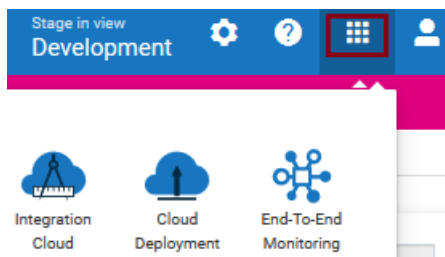 Stage in view
Development
Integration
Cloud
Cloud
Deployment
End-To-End
Monitoring